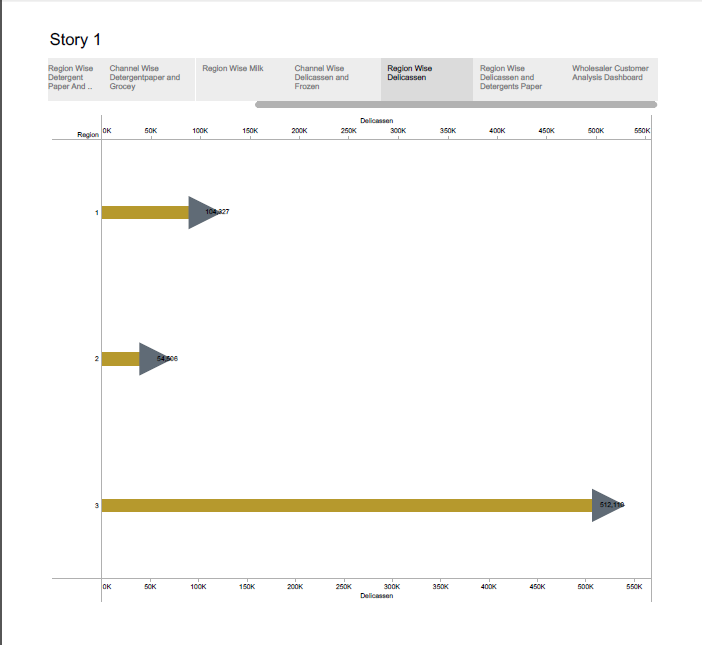 Story 1
Region Wise
Detergent
Paper And ..
Channel Wise
Detergentpaper and
Grocey
Region Wise Milk
Channel Wise
Delicassen and
Frozen
Region Wise
Delicassen
Region Wise
Delicassen and
Detergents Paper
Wholesaler Customer
Analysis Dashboard
Delicassen
Region 0K 50K 100K 150K 200K 250K 300K 350K 400K 450K 500K 550K
1 104,327
2 54,506
3 512,110
0K 50K 100K 150K 200K 250K 300K 350K 400K 450K 500K 550K
Delicassen